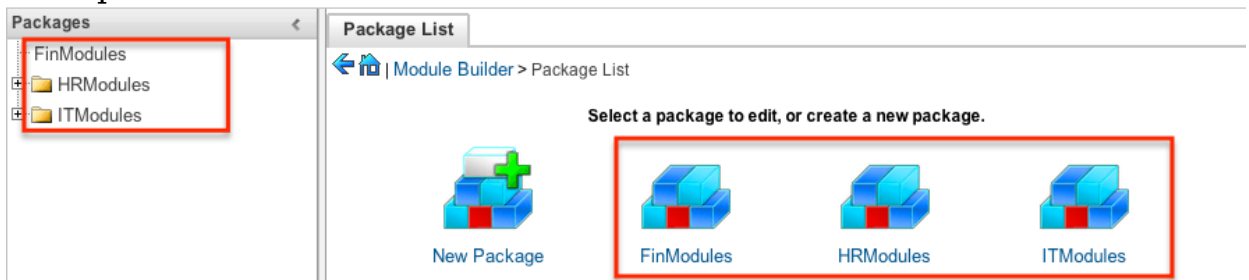 Packages
FinModules
HRModules
ITModules
Package List
| Module Builder > Package List
Select a package to edit, or create a new package.
New Package
FinModules
HRModules
ITModules